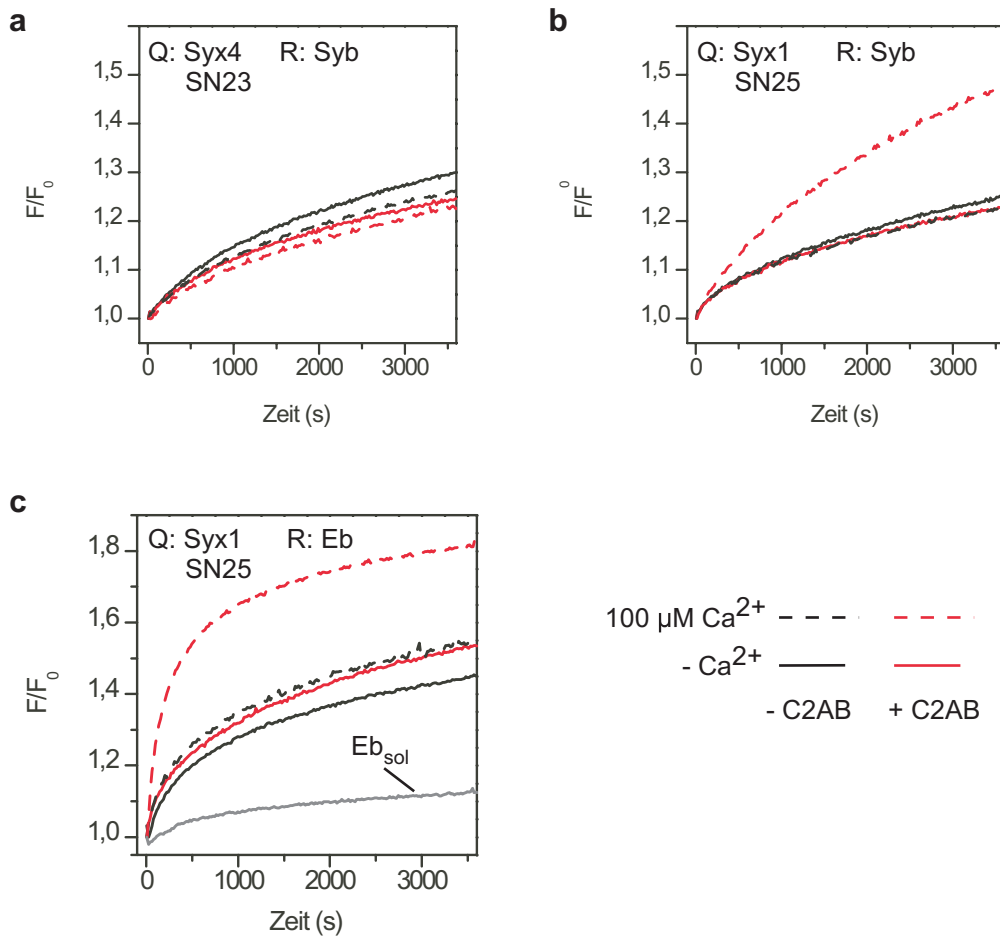 a
Q: Syx4 R: Syb
SN23
1,5
1,4
1,3
1,2
1,1
1,0
F/F0
0 1000 2000 3000
Zeit (s)
b
Q: Syx1 R: Syb
SN25
1,5
1,4
1,3
1,2
1,1
1,0
F/F0
0 1000 2000 3000
Zeit (s)
c
Q: Syx1 R: Eb
SN25
1,8
1,6
1,4
1,2
1,0
F/F0
Ebsol
0 1000 2000 3000
Zeit (s)
100 µM Ca2+
- Ca2+
- C2AB + C2AB